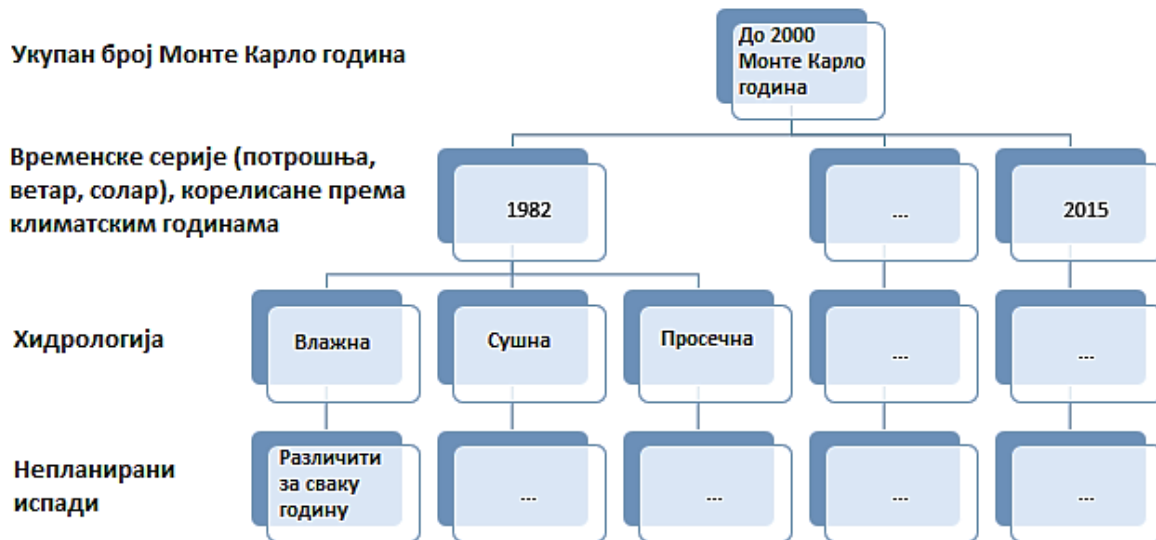 Укупан број Монте Карло година
До 2000
Монте Карло
година
Временске серије (потрошња,
ветар, солар), корелисане према
климатским годинама
1982
...
2015
Хидрологија
Влажна
Сушна
Просечна
...
...
Непланирани
испади
Различити
за сваку
годину
...
...
...
...